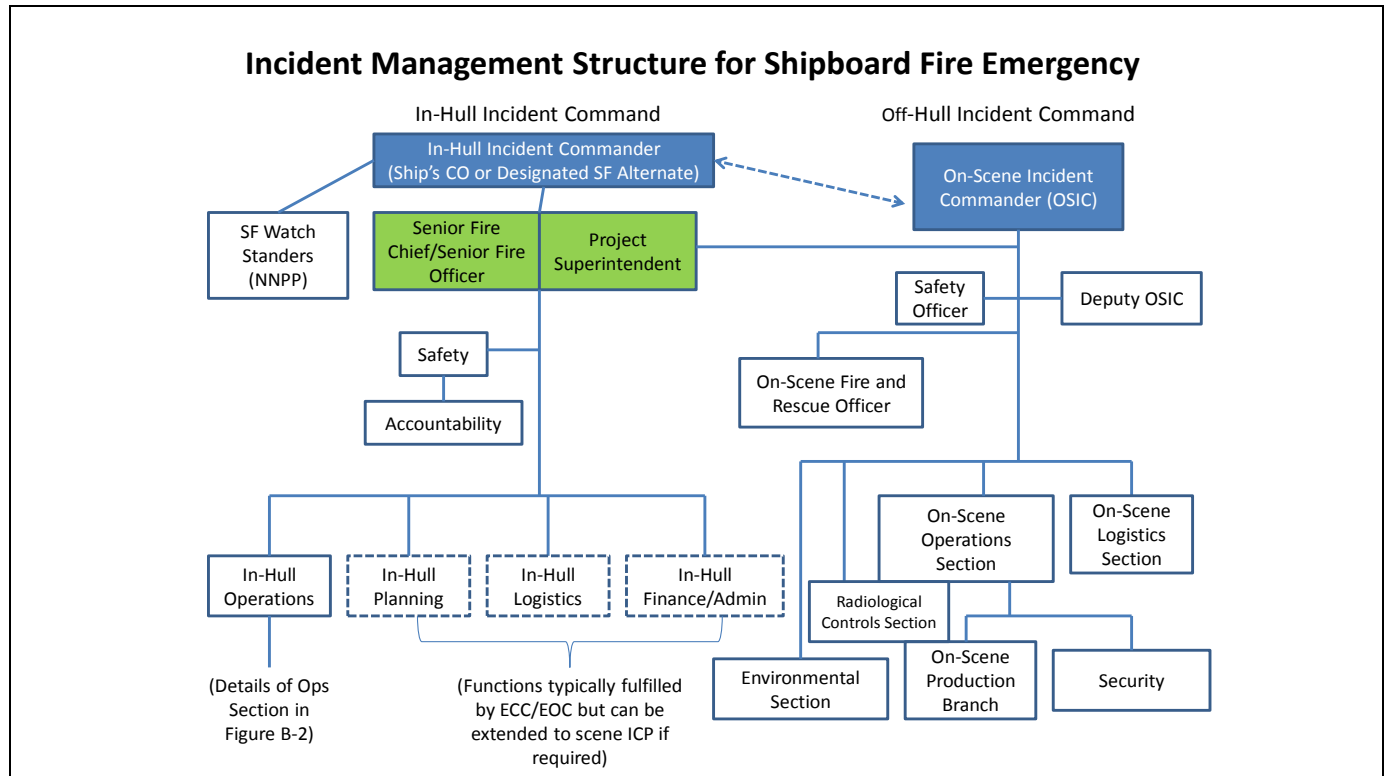 Incident Management Structure for Shipboard Fire Emergency
In-Hull Incident Command
Off-Hull Incident Command
In-Hull Incident Commander
(Ship's CO or Designated SF Alternate)
On-Scene Incident
Commander (OSIC)
SF Watch
Standers
(NNPP)
Senior Fire
Chief/Senior Fire
Officer
Project
Superintendent
Safety
Officer
Deputy OSIC
Safety
Accountability
On-Scene Fire and
Rescue Officer
In-Hull
Operations
In-Hull
Planning
In-Hull
Logistics
In-Hull
Finance/Admin
On-Scene
Operations
Section
On-Scene
Logistics
Section
Radiological
Controls Section
Environmental
Section
On-Scene
Production
Branch
Security
(Details of Ops
Section in
Figure B-2)
(Functions typically fulfilled
by ECC/EOC but can be
extended to scene ICP if
required)